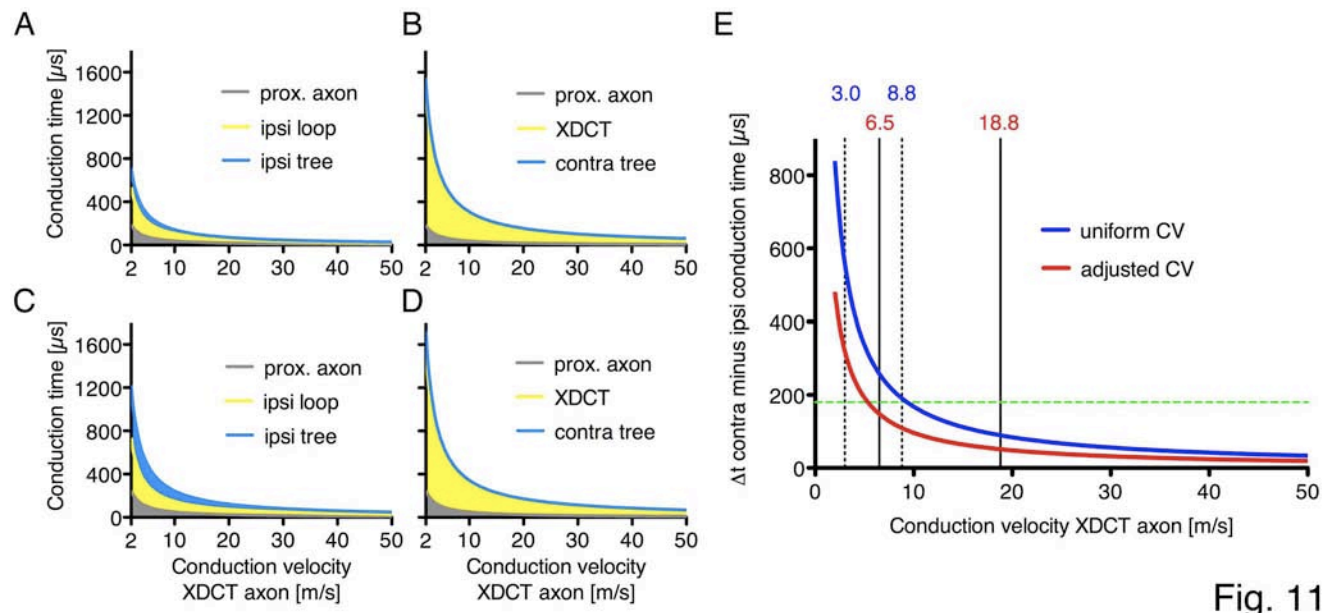 A
Conduction time [µs]
1600
1200
800
400
0
prox. axon
ipsi loop
ipsi tree
2
10
20
30
40
50
B
prox. axon
XDCT
contra tree
2
10
20
30
40
50
C
Conduction time [µs]
1600
1200
800
400
0
prox. axon
ipsi loop
ipsi tree
2
10
20
30
40
50
Conduction velocity
XDCT axon [m/s]
D
prox. axon
XDCT
contra tree
2
10
20
30
40
50
Conduction velocity
XDCT axon [m/s]
E
3.0
8.8
6.5
18.8
Δt contra minus ipsi conduction time [µs]
800
600
400
200
0
uniform CV
adjusted CV
0
10
20
30
40
50
Conduction velocity XDCT axon [m/s]
Fig. 11